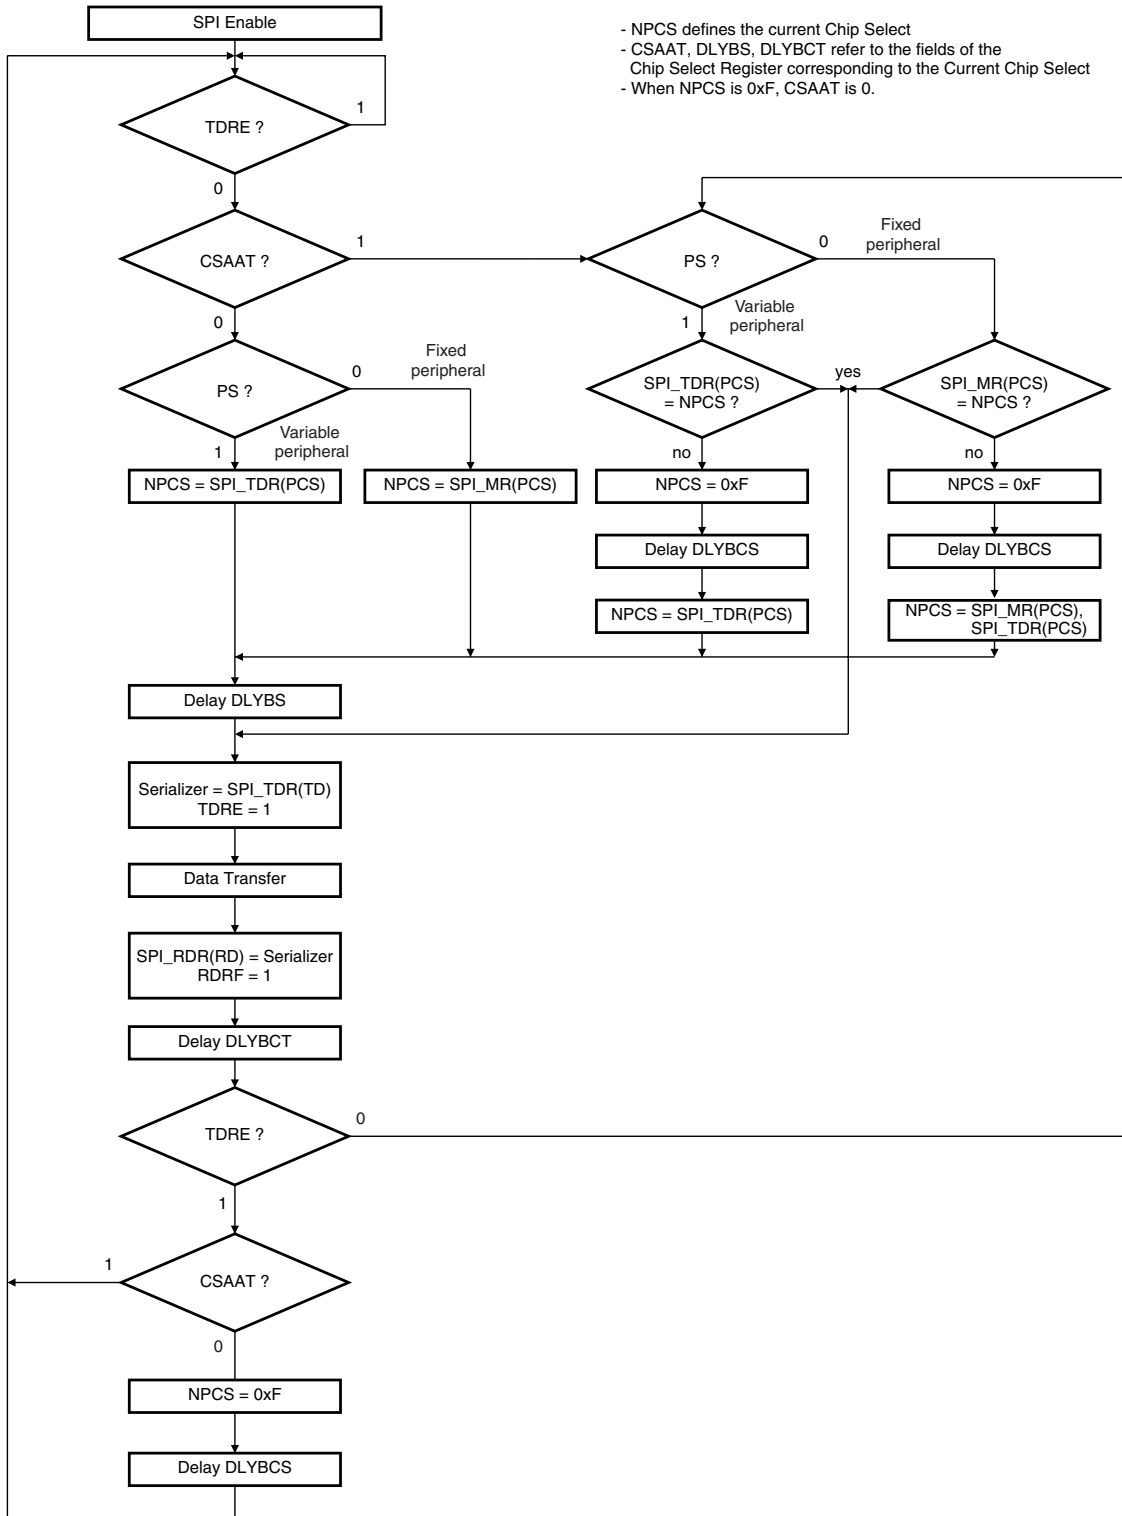 SPI Enable
- NPCS defines the current Chip Select
- CSAAT, DLYBS, DLYBCT refer to the fields of the
Chip Select Register corresponding to the Current Chip Select
- When NPCS is 0xF, CSAAT is 0.
TDRE ?
1
0
CSAAT ?
1
PS ?
0
Fixed
peripheral
0
1
Variable
peripheral
PS ?
0
Fixed
peripheral
SPI_TDR(PCS)
= NPCS ?
yes
SPI_MR(PCS)
= NPCS ?
1
Variable
peripheral
no
no
NPCS = SPI_TDR(PCS)
NPCS = SPI_MR(PCS)
NPCS = 0xF
NPCS = 0xF
Delay DLYBCS
Delay DLYBCS
NPCS = SPI_TDR(PCS)
NPCS = SPI_MR(PCS),
SPI_TDR(PCS)
Delay DLYBS
Serializer = SPI_TDR(TD)
TDRE = 1
Data Transfer
SPI_RDR(RD) = Serializer
RDRF = 1
Delay DLYBCT
TDRE ?
0
1
CSAAT ?
1
0
NPCS = 0xF
Delay DLYBCS